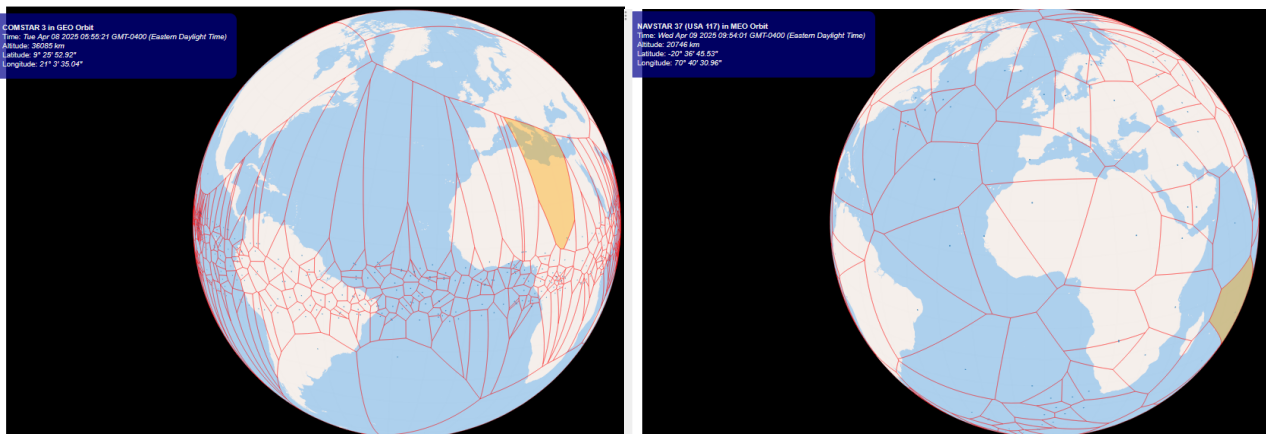 COMSTAR 3 in GEO Orbit
Time: Tue Apr 08 2025 05:55:21 GMT-0400 (Eastern Daylight Time)
Altitude: 36085 km
Latitude: 9° 25' 52.92"
Longitude: 21° 3' 35.04"
NAVSTAR 37 (USA 117) in MEO Orbit
Time: Wed Apr 09 2025 09:54:01 GMT-0400 (Eastern Daylight Time)
Altitude: 20746 km
Latitude: -20° 36' 45.53"
Longitude: 70° 40' 30.96"